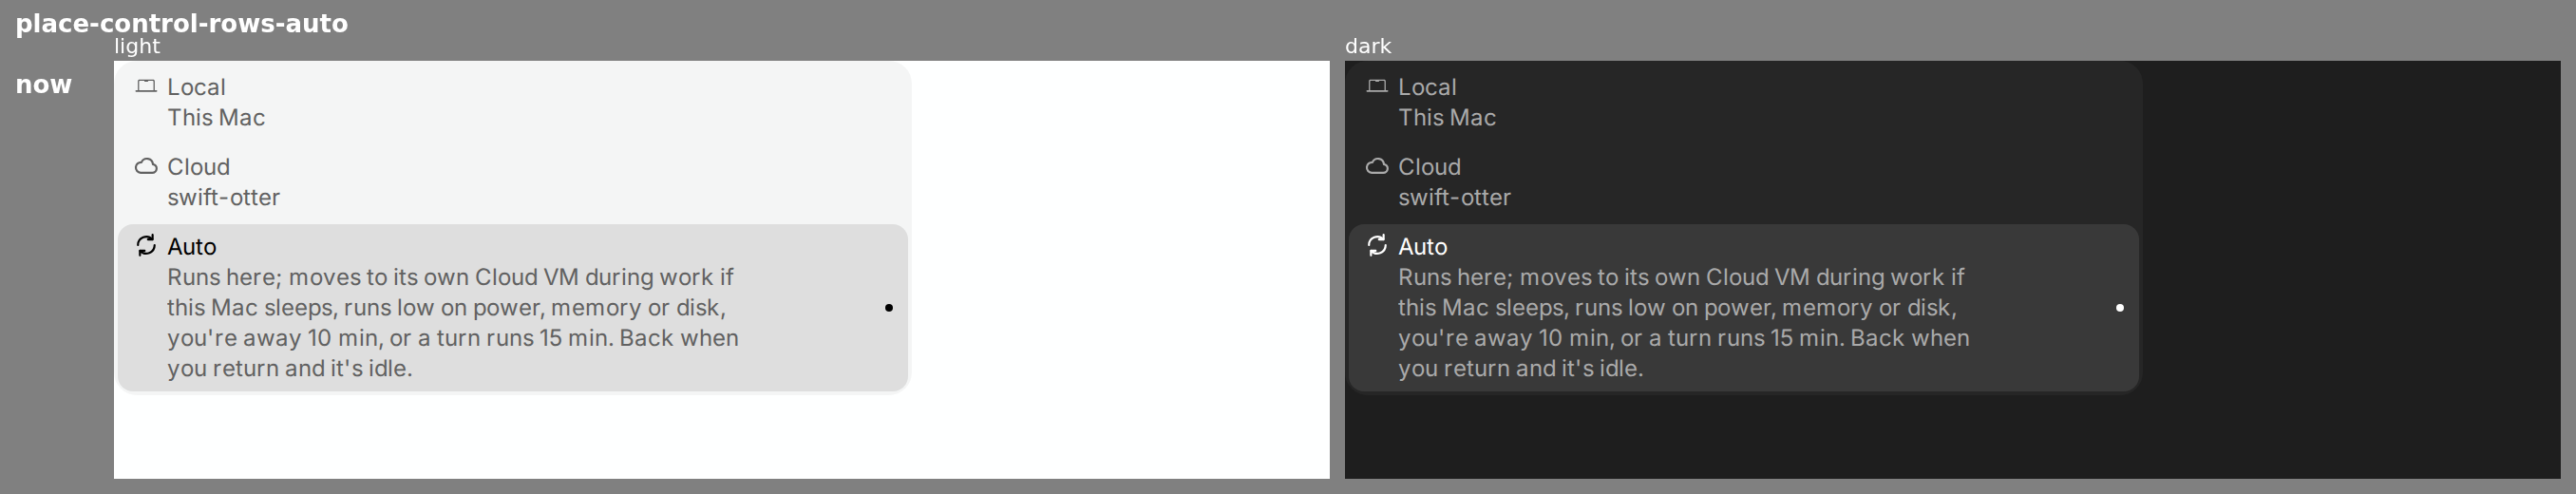 place-control-rows-auto
light
dark
now
Local
This Mac
Cloud
swift-otter
Auto
Runs here; moves to its own Cloud VM during work if
this Mac sleeps, runs low on power, memory or disk,
you're away 10 min, or a turn runs 15 min. Back when
you return and it's idle.
Local
This Mac
Cloud
swift-otter
Auto
Runs here; moves to its own Cloud VM during work if
this Mac sleeps, runs low on power, memory or disk,
you're away 10 min, or a turn runs 15 min. Back when
you return and it's idle.